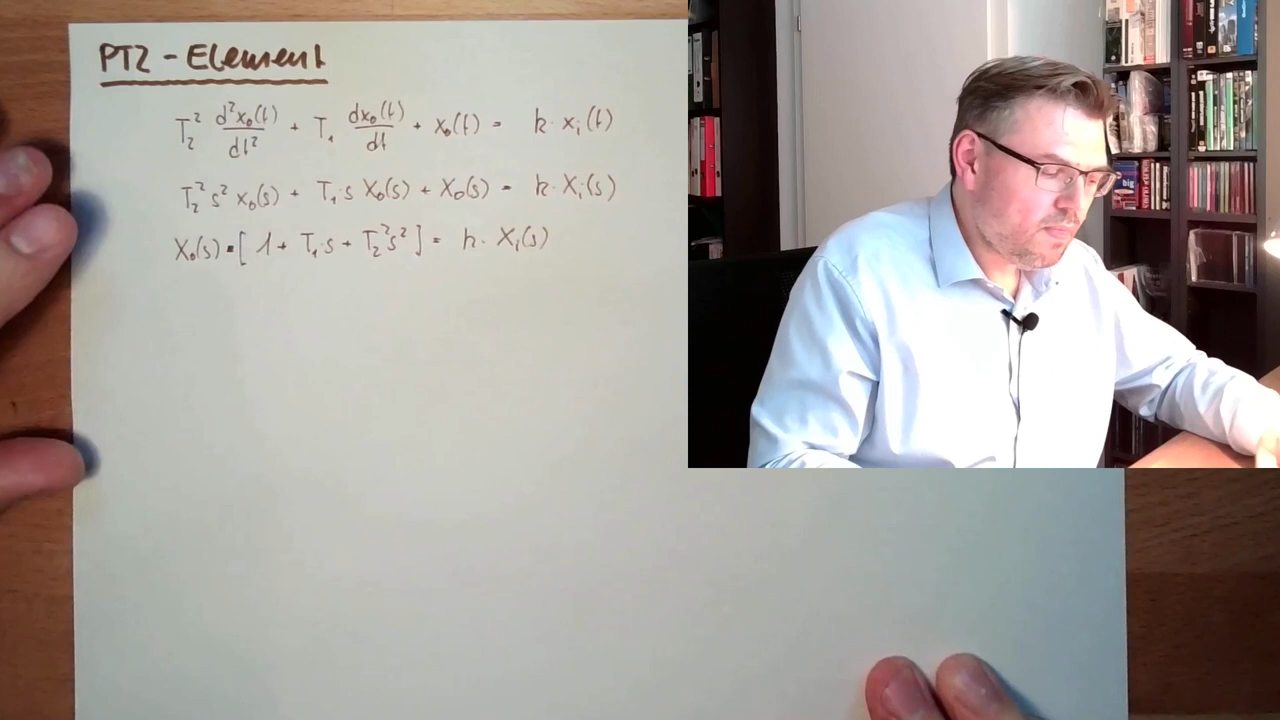 PT2 - Element
T₂² d²x₀(t)/dt² + T₁ dx₀(t)/dt + x₀(t) = k · xᵢ(t)
T₂² s² x₀(s) + T₁ · s X₀(s) + X₀(s) = k · Xᵢ(s)
X₀(s) · [ 1 + T₁ · s + T₂² s² ] = k · Xᵢ(s)
big